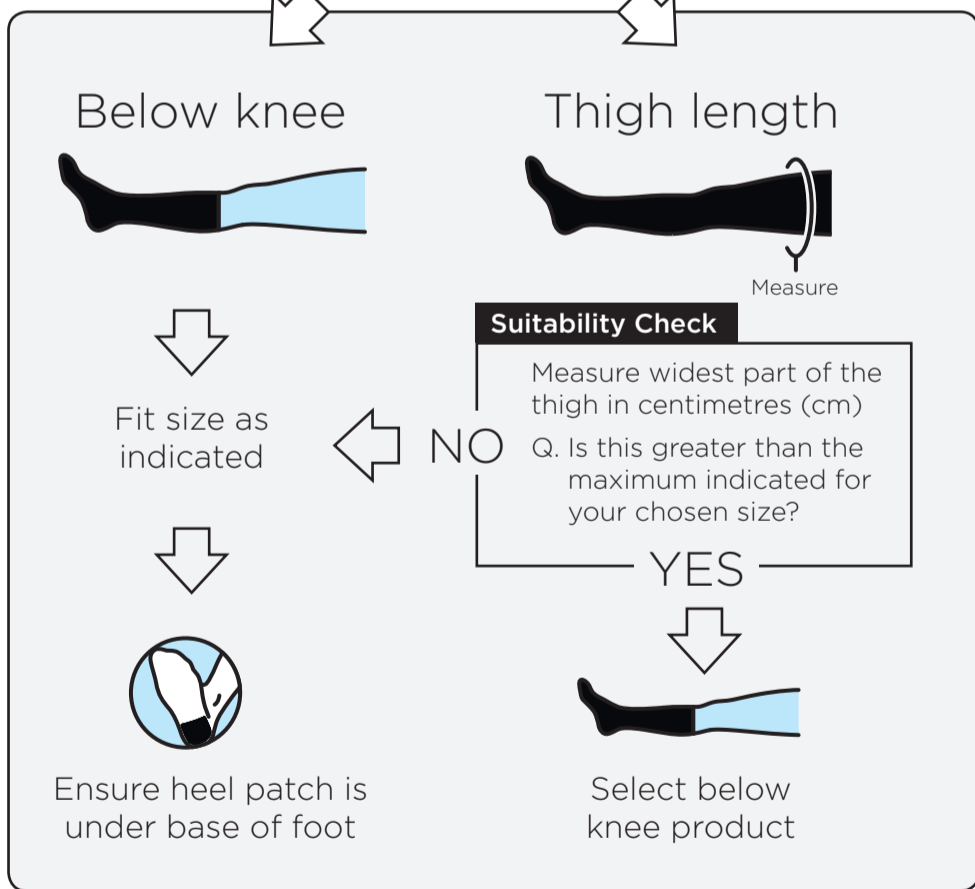 Below knee
Thigh length
Measure
Suitability Check
Measure widest part of the
thigh in centimetres (cm)
Q. Is this greater than the
maximum indicated for
your chosen size?
NO
YES
Fit size as
indicated
Ensure heel patch is
under base of foot
Select below
knee product